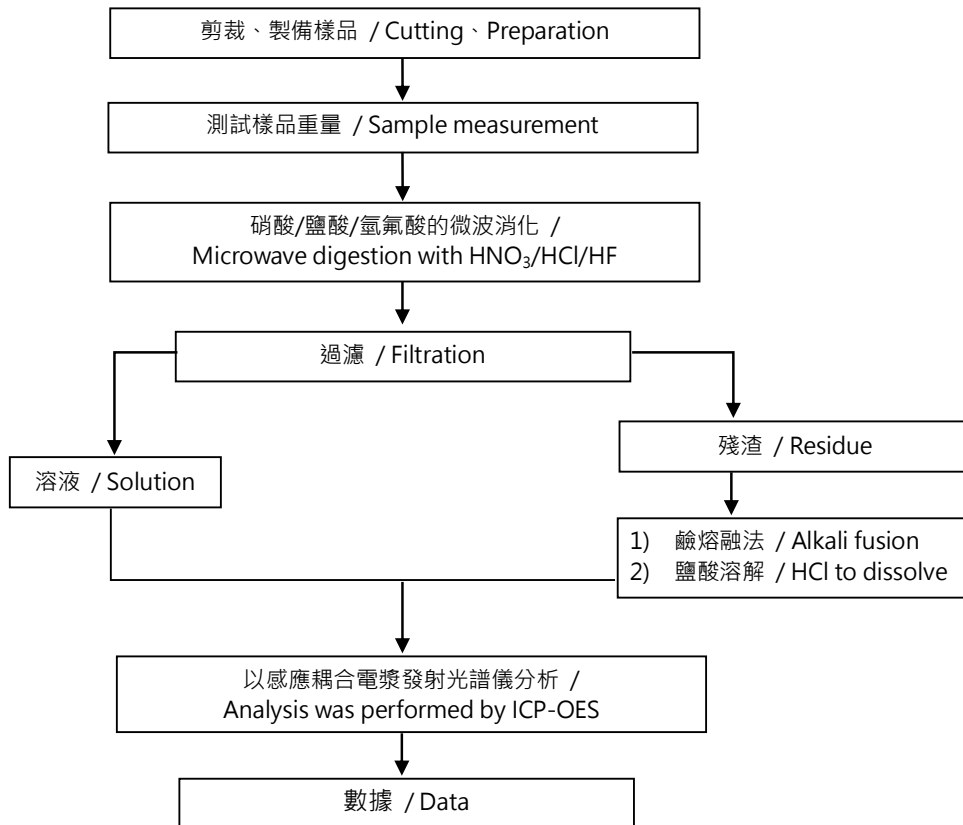 剪裁、製備樣品 / Cutting、Preparation
測試樣品重量 / Sample measurement
硝酸/鹽酸/氫氟酸的微波消化 /
Microwave digestion with HNO₃/HCl/HF
過濾 / Filtration
溶液 / Solution
殘渣 / Residue
1) 鹼熔融法 / Alkali fusion
2) 鹽酸溶解 / HCl to dissolve
以感應耦合電漿發射光譜儀分析 /
Analysis was performed by ICP-OES
數據 / Data